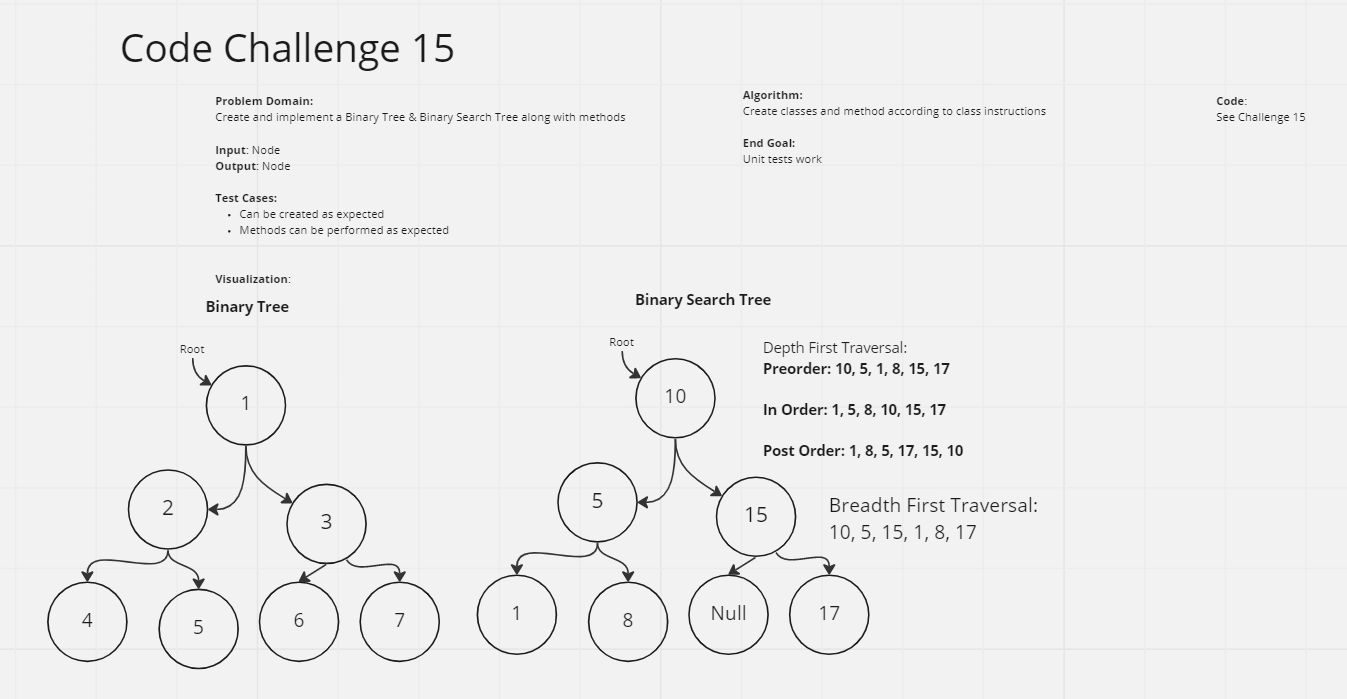 Code Challenge 15
Problem Domain:
Create and implement a Binary Tree & Binary Search Tree along with methods
Input: Node
Output: Node
Test Cases:
• Can be created as expected
• Methods can be performed as expected
Algorithm:
Create classes and method according to class instructions
End Goal:
Unit tests work
Code:
See Challenge 15
Visualization:
Binary Tree
Root
1
2
3
4
5
6
7
Binary Search Tree
Root
10
5
15
1
8
Null
17
Depth First Traversal:
Preorder: 10, 5, 1, 8, 15, 17
In Order: 1, 5, 8, 10, 15, 17
Post Order: 1, 8, 5, 17, 15, 10
Breadth First Traversal:
10, 5, 15, 1, 8, 17